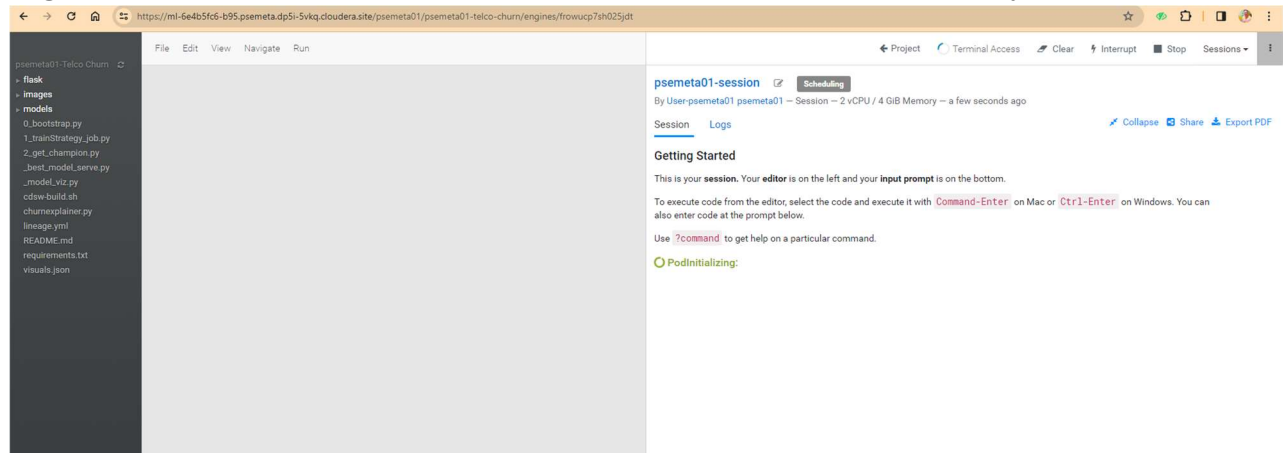 https://ml-6e4b5fc6-b95.psemeta.dp5i-5vkq.cloudera.site/psemeta01/psemeta01-telco-churn/engines/frowucp7sh025jdt
File Edit View Navigate Run
Project Terminal Access Clear Interrupt Stop Sessions
psemeta01-Telco Churn
flask
images
models
0_bootstrap.py
1_trainStrategy_job.py
2_get_champion.py
_best_model_serve.py
_model_viz.py
cdsw-build.sh
churnexplainer.py
lineage.yml
README.md
requirements.txt
visuals.json
psemeta01-session Scheduling
By User-psemeta01 psemeta01 — Session — 2 vCPU / 4 GiB Memory — a few seconds ago
Session Logs
Collapse Share Export PDF
Getting Started
This is your session. Your editor is on the left and your input prompt is on the bottom.
To execute code from the editor, select the code and execute it with Command-Enter on Mac or Ctrl-Enter on Windows. You can
also enter code at the prompt below.
Use ?command to get help on a particular command.
PodInitializing: